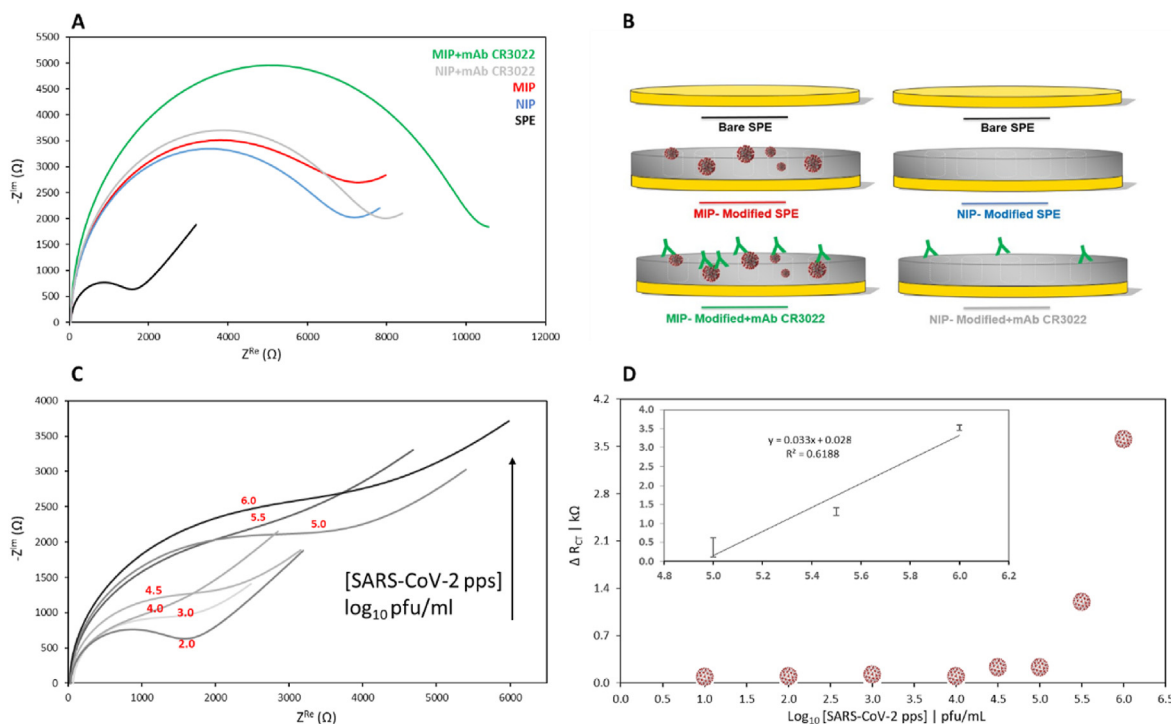 A
-Z^Im (Ω)
5500
5000
4500
4000
3500
3000
2500
2000
1500
1000
500
0
MIP+mAb CR3022
NIP+mAb CR3022
MIP
NIP
SPE
0 2000 4000 6000 8000 10000 12000
Z^Re (Ω)
B
Bare SPE
Bare SPE
MIP- Modified SPE
NIP- Modified SPE
MIP- Modified+mAb CR3022
NIP- Modified+mAb CR3022
C
-Z^Im (Ω)
4000
3500
3000
2500
2000
1500
1000
500
0
6.0
5.5
5.0
4.5
4.0
3.0
2.0
[SARS-CoV-2 pps]
log₁₀ pfu/ml
0 1000 2000 3000 4000 5000 6000
Z^Re (Ω)
D
Δ R_CT | kΩ
4.2
3.5
2.8
2.1
1.4
0.7
0.0
4.0
3.5
3.0
2.5
2.0
1.5
1.0
0.5
0.0
y = 0.033x + 0.028
R² = 0.6188
4.8 5.0 5.2 5.4 5.6 5.8 6.0 6.2
0.0 0.5 1.0 1.5 2.0 2.5 3.0 3.5 4.0 4.5 5.0 5.5 6.0 6.5
Log₁₀ [SARS-CoV-2 pps] | pfu/mL